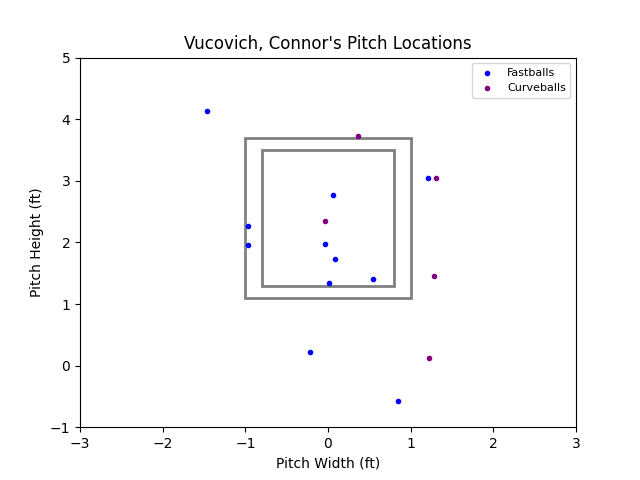 Vucovich, Connor's Pitch Locations
Fastballs
Curveballs
Pitch Height (ft)
5
4
3
2
1
0
−1
−3
−2
−1
0
1
2
3
Pitch Width (ft)